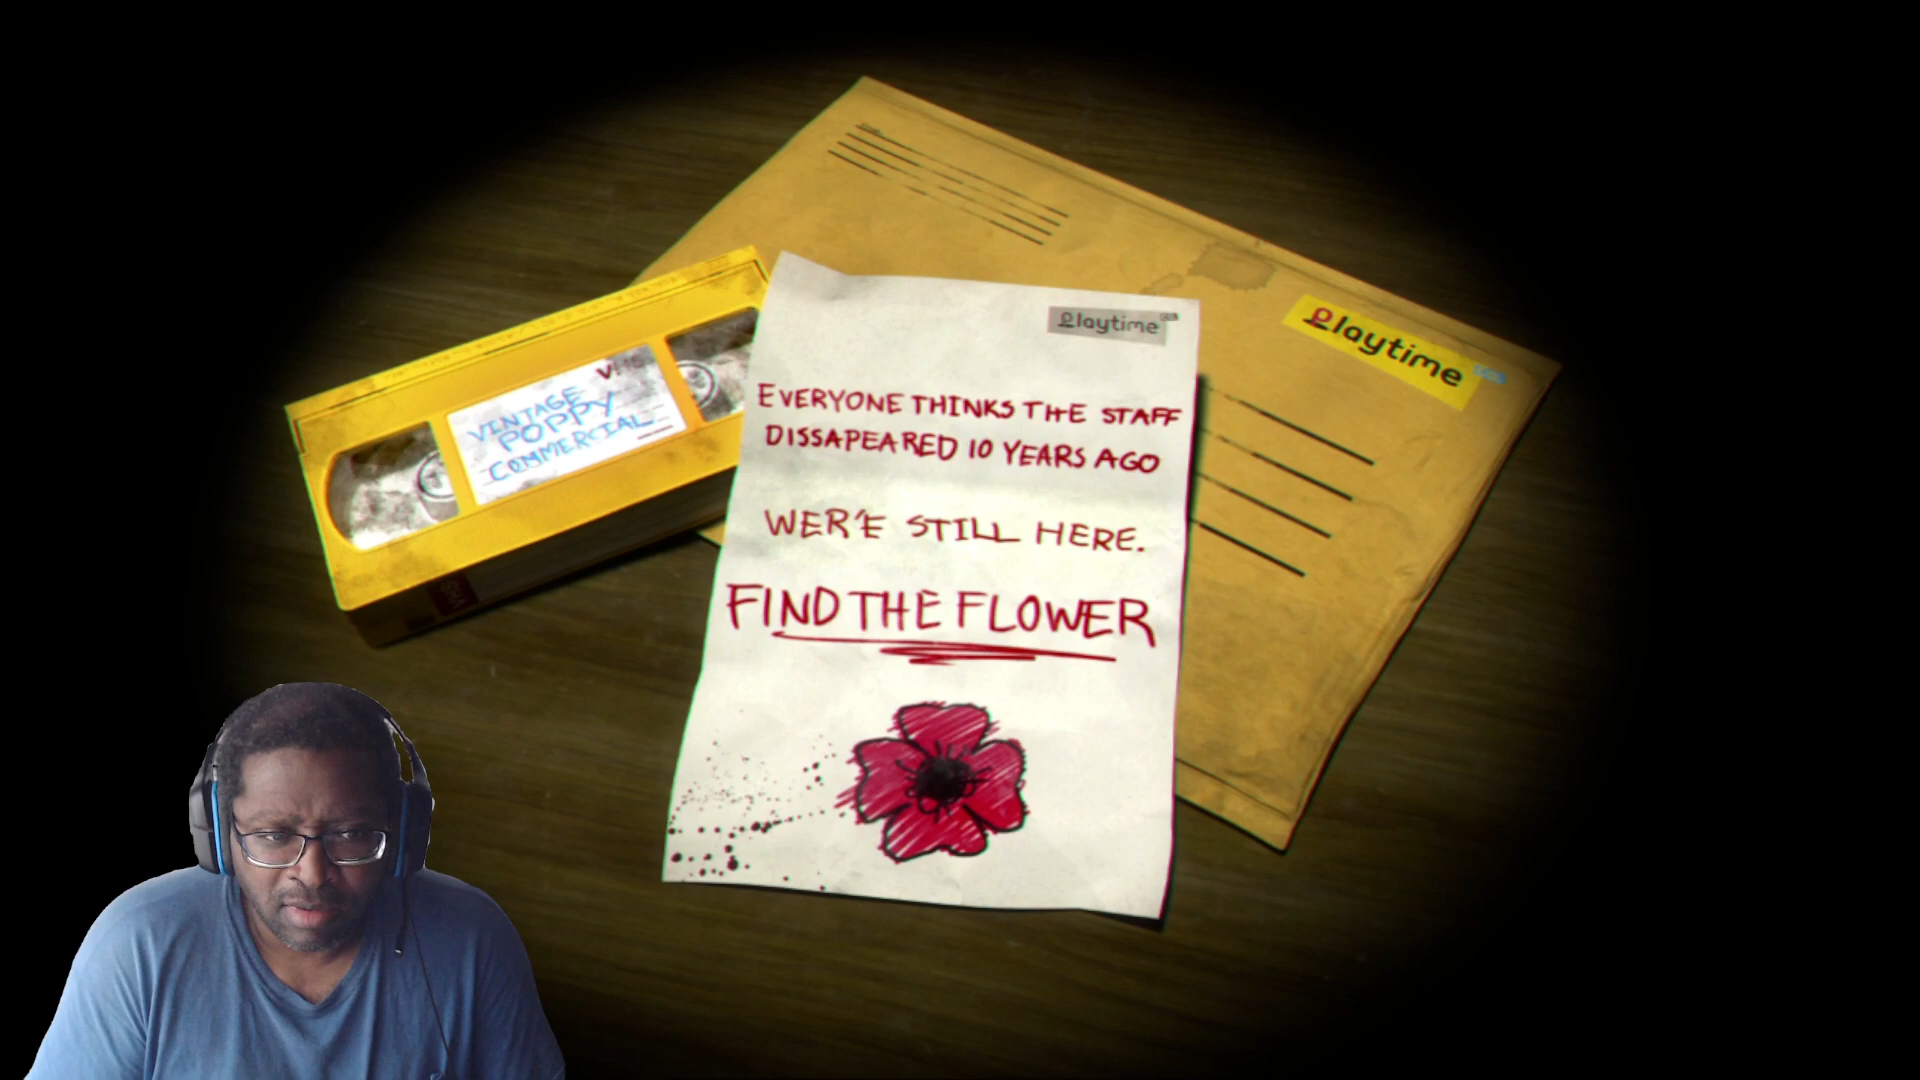 VINTAGE
POPPY
COMMERCIAL
Playtime
EVERYONE THINKS THE STAFF
DISSAPEARED 10 YEARS AGO
WER'E STILL HERE.
FIND THE FLOWER
Playtime